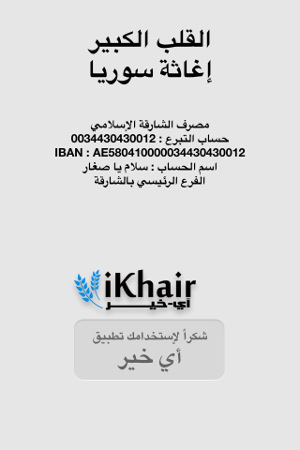 القلب الكبير
إغاثة سوريا
مصرف الشارقة الإسلامي
حساب التبرع : 0034430430012
IBAN : AE580410000034430430012
اسم الحساب : سلام يا صغار
الفرع الرئيسي بالشارقة
iKhair
أي-خير
شكراً لإستخدامك تطبيق
أي خير